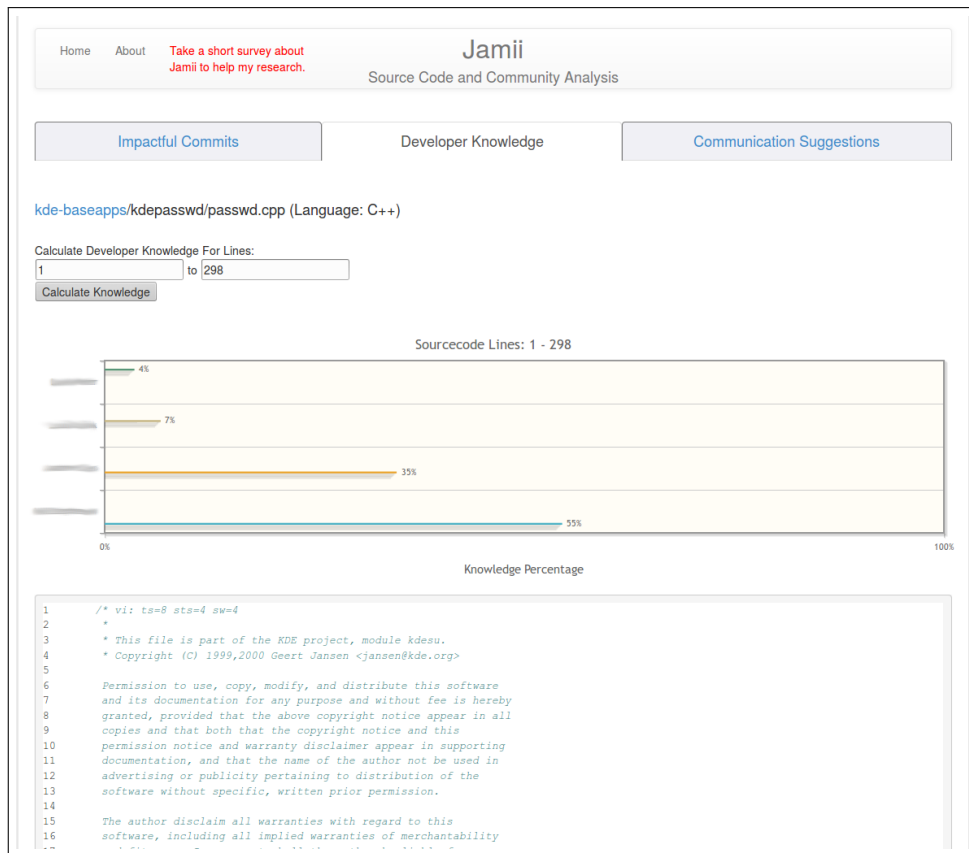 Home About Take a short survey about
Jamii to help my research.
Jamii
Source Code and Community Analysis
Impactful Commits Developer Knowledge Communication Suggestions
kde-baseapps/kdepasswd/passwd.cpp (Language: C++)
Calculate Developer Knowledge For Lines:
1 to 298
Calculate Knowledge
Sourcecode Lines: 1 - 298
4%
7%
35%
55%
0% 100%
Knowledge Percentage
1 /* vi: ts=8 sts=4 sw=4
2 *
3 * This file is part of the KDE project, module kdesu.
4 * Copyright (C) 1999,2000 Geert Jansen <jansen@kde.org>
5
6 Permission to use, copy, modify, and distribute this software
7 and its documentation for any purpose and without fee is hereby
8 granted, provided that the above copyright notice appear in all
9 copies and that both that the copyright notice and this
10 permission notice and warranty disclaimer appear in supporting
11 documentation, and that the name of the author not be used in
12 advertising or publicity pertaining to distribution of the
13 software without specific, written prior permission.
14
15 The author disclaim all warranties with regard to this
16 software, including all implied warranties of merchantability